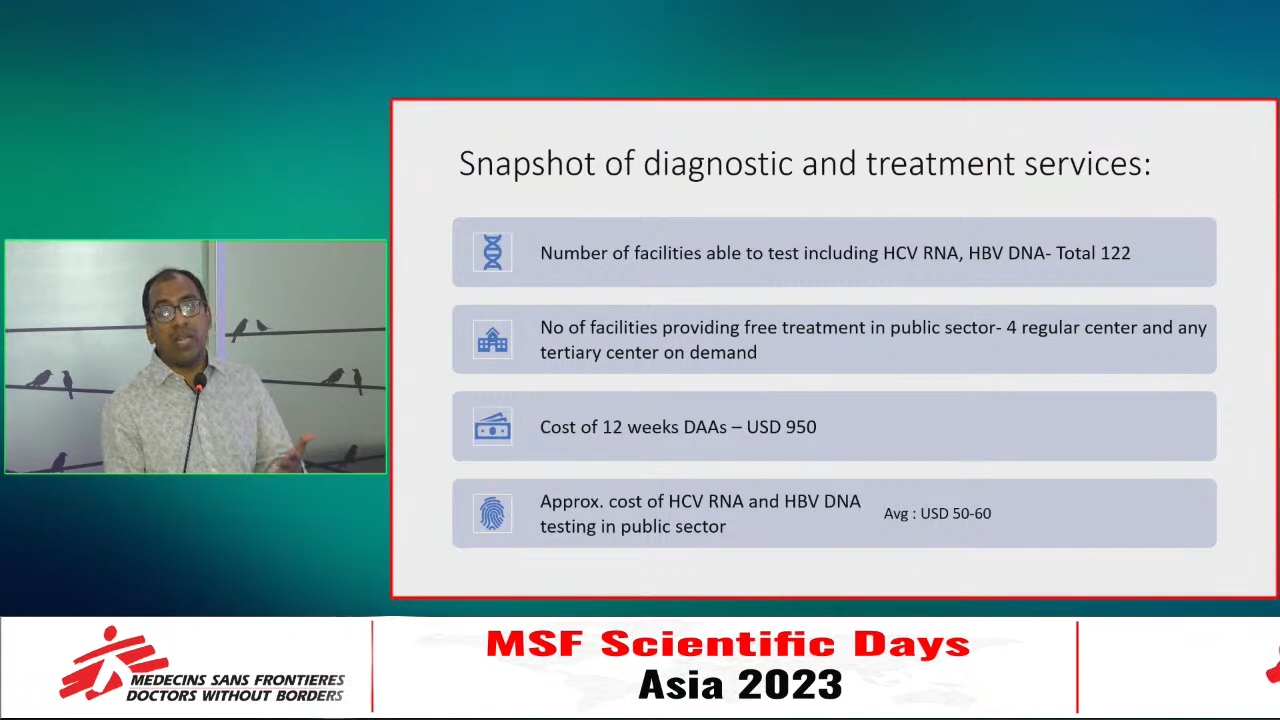 Snapshot of diagnostic and treatment services:
Number of facilities able to test including HCV RNA, HBV DNA- Total 122
No of facilities providing free treatment in public sector- 4 regular center and any
tertiary center on demand
Cost of 12 weeks DAAs – USD 950
Approx. cost of HCV RNA and HBV DNA
testing in public sector
Avg : USD 50-60
MEDECINS SANS FRONTIERES
DOCTORS WITHOUT BORDERS
MSF Scientific Days
Asia 2023